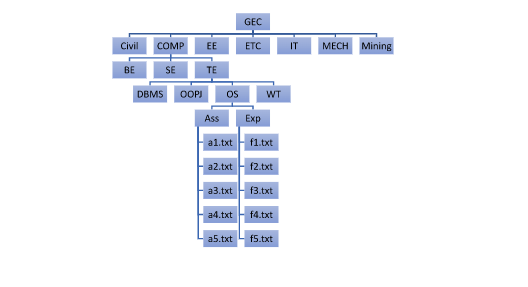 GEC
Civil COMP EE ETC IT MECH Mining
BE SE TE
DBMS OOPJ OS WT
Ass Exp
a1.txt f1.txt
a2.txt f2.txt
a3.txt f3.txt
a4.txt f4.txt
a5.txt f5.txt